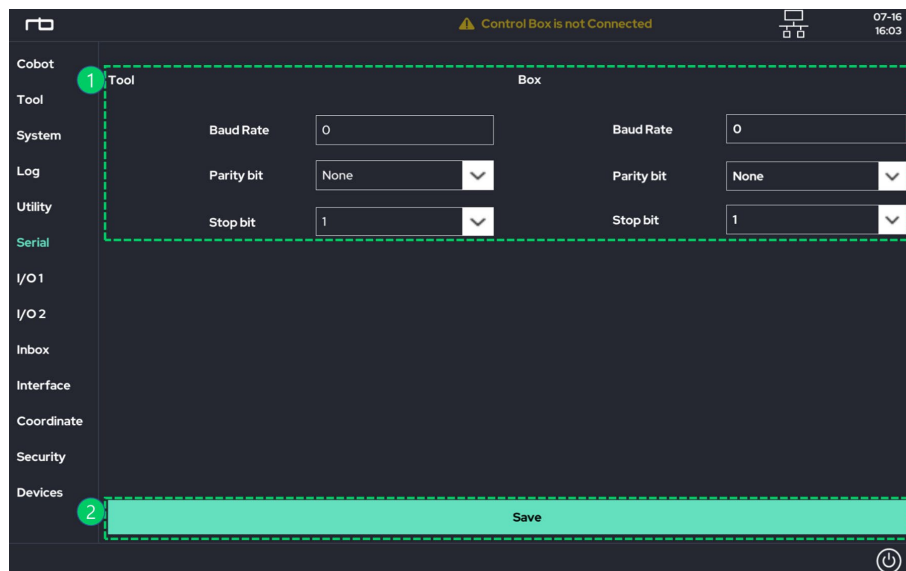 Control Box is not Connected
07-16
16:03
Cobot
Tool
System
Log
Utility
Serial
I/O 1
I/O 2
Inbox
Interface
Coordinate
Security
Devices
1
Tool
Box
Baud Rate
0
Baud Rate
0
Parity bit
None
Parity bit
None
Stop bit
1
Stop bit
1
2
Save